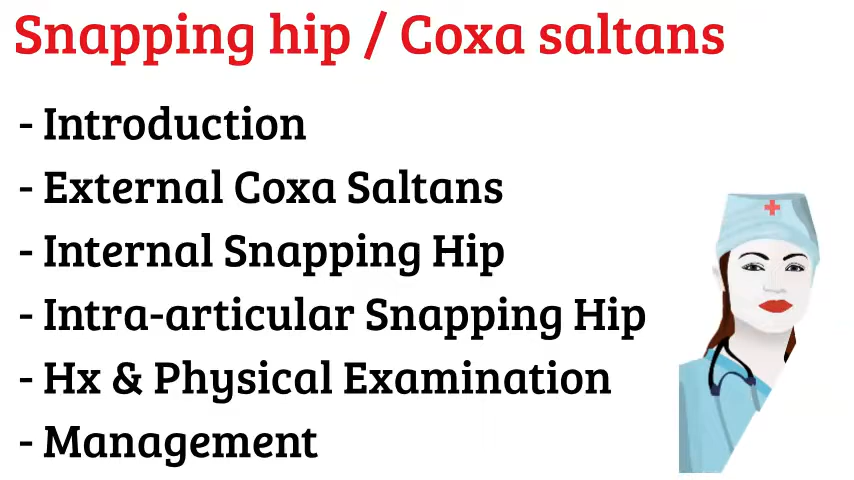 Snapping hip / Coxa saltans
- Introduction
- External Coxa Saltans
- Internal Snapping Hip
- Intra-articular Snapping Hip
- Hx & Physical Examination
- Management